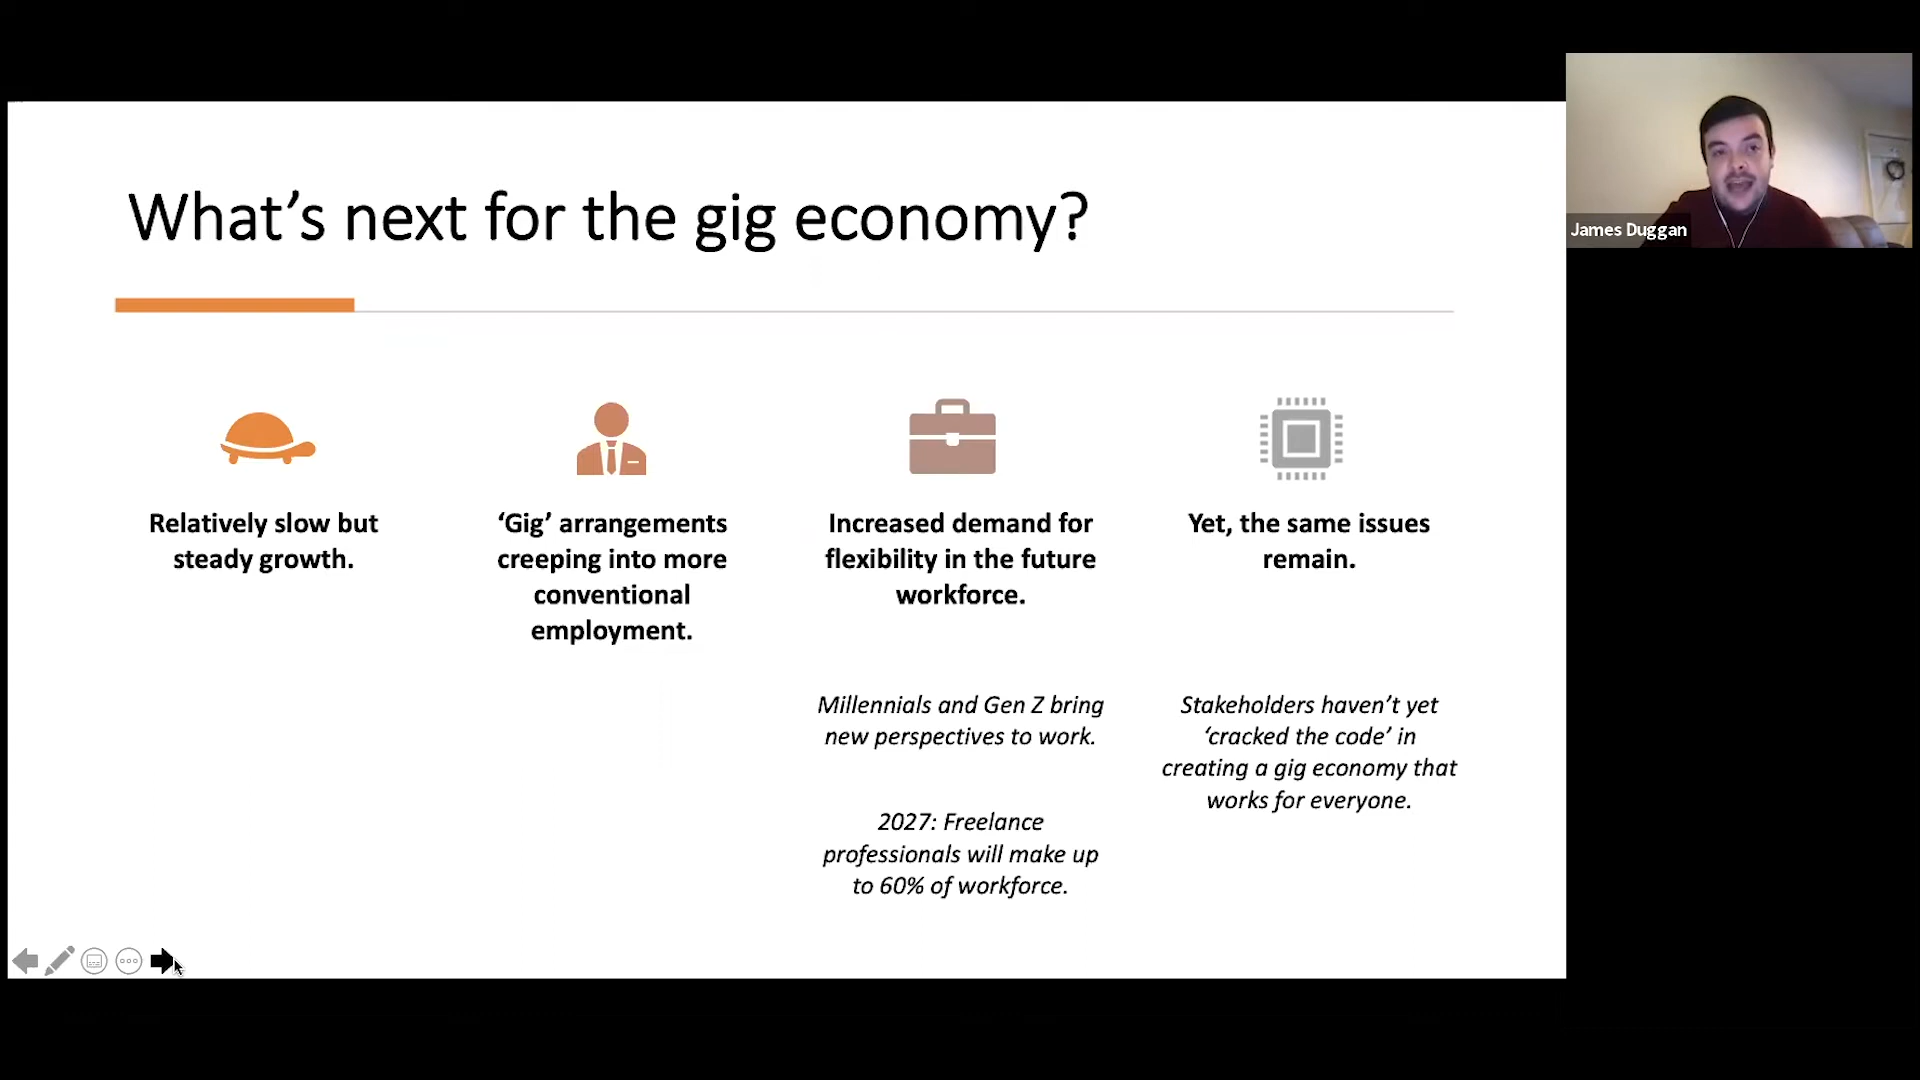 What’s next for the gig economy?
Relatively slow but
steady growth.
‘Gig’ arrangements
creeping into more
conventional
employment.
Increased demand for
flexibility in the future
workforce.
Millennials and Gen Z bring
new perspectives to work.
2027: Freelance
professionals will make up
to 60% of workforce.
Yet, the same issues
remain.
Stakeholders haven’t yet
‘cracked the code’ in
creating a gig economy that
works for everyone.
James Duggan